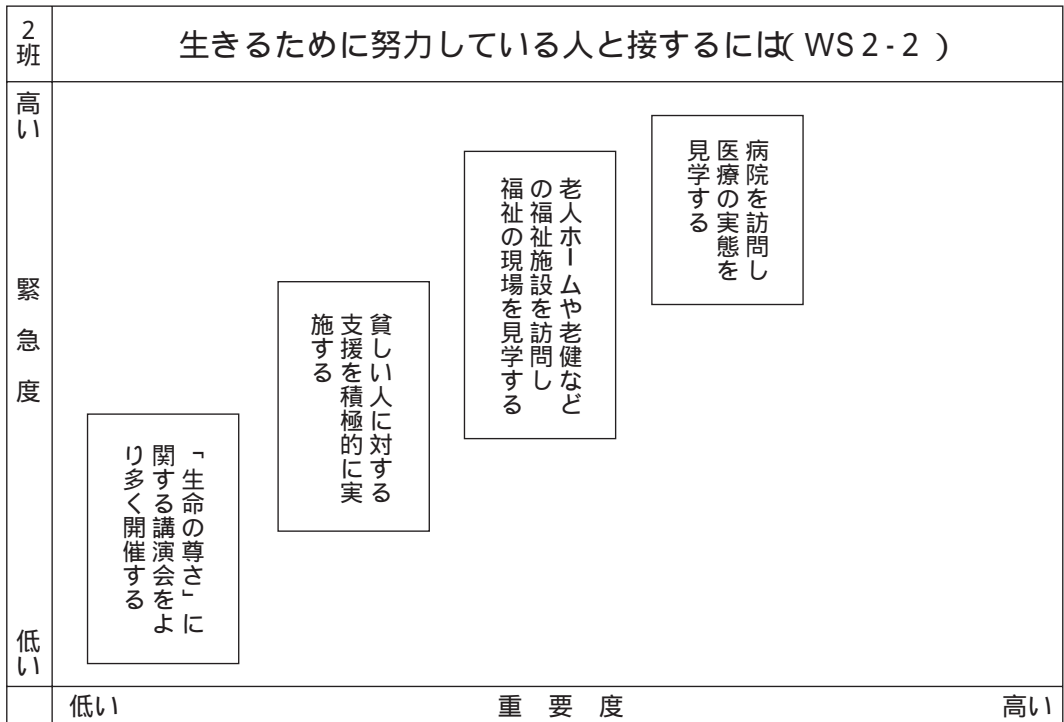 2班
生きるために努力している人と接するには(WS2-2)
高い
緊急度
低い
病院を訪問し
医療の実態を
見学する
老人ホームや老健など
の福祉施設を訪問し
福祉の現場を見学する
貧しい人に対する
支援を積極的に実
施する
「生命の尊さ」に
関する講演会をよ
り多く開催する
低い
重要度
高い